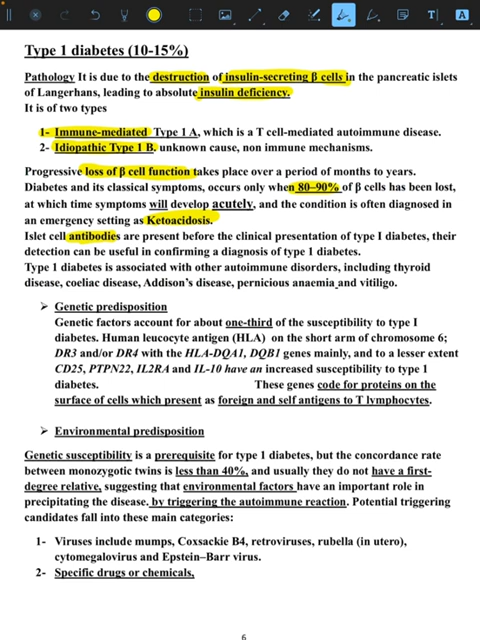 Type 1 diabetes (10-15%)
Pathology It is due to the destruction of insulin-secreting β cells in the pancreatic islets
of Langerhans, leading to absolute insulin deficiency.
It is of two types
1- Immune-mediated Type 1 A, which is a T cell-mediated autoimmune disease.
2- Idiopathic Type 1 B. unknown cause, non immune mechanisms.
Progressive loss of β cell function takes place over a period of months to years.
Diabetes and its classical symptoms, occurs only when 80–90% of β cells has been lost,
at which time symptoms will develop acutely, and the condition is often diagnosed in
an emergency setting as Ketoacidosis.
Islet cell antibodies are present before the clinical presentation of type I diabetes, their
detection can be useful in confirming a diagnosis of type 1 diabetes.
Type 1 diabetes is associated with other autoimmune disorders, including thyroid
disease, coeliac disease, Addison's disease, pernicious anaemia and vitiligo.
➢ Genetic predisposition
Genetic factors account for about one-third of the susceptibility to type I
diabetes. Human leucocyte antigen (HLA) on the short arm of chromosome 6;
DR3 and/or DR4 with the HLA-DQA1, DQB1 genes mainly, and to a lesser extent
CD25, PTPN22, IL2RA and IL-10 have an increased susceptibility to type 1
diabetes. These genes code for proteins on the
surface of cells which present as foreign and self antigens to T lymphocytes.
➢ Environmental predisposition
Genetic susceptibility is a prerequisite for type 1 diabetes, but the concordance rate
between monozygotic twins is less than 40%, and usually they do not have a first-
degree relative, suggesting that environmental factors have an important role in
precipitating the disease. by triggering the autoimmune reaction. Potential triggering
candidates fall into these main categories:
1- Viruses include mumps, Coxsackie B4, retroviruses, rubella (in utero),
cytomegalovirus and Epstein–Barr virus.
2- Specific drugs or chemicals,
6